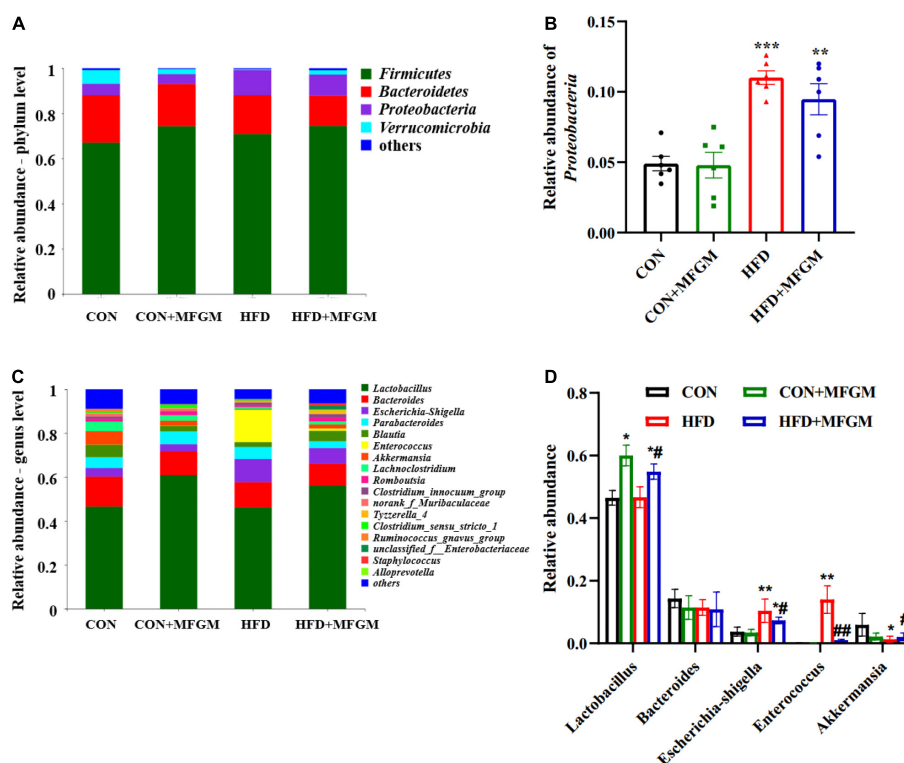 A
Relative abundance - phylum level
1
0.8
0.6
0.4
0.2
0
CON
CON+MFGM
HFD
HFD+MFGM
Firmicutes
Bacteroidetes
Proteobacteria
Verrucomicrobia
others
B
Relative abundance of
Proteobacteria
0.15
0.10
0.05
0.00
***
**
CON
CON+MFGM
HFD
HFD+MFGM
C
Relative abundance - genus level
1
0.8
0.6
0.4
0.2
0
CON
CON+MFGM
HFD
HFD+MFGM
Lactobacillus
Bacteroides
Escherichia-Shigella
Parabacteroides
Blautia
Enterococcus
Akkermansia
Lachnoclostridium
Romboutsia
Clostridium_innocuum_group
norank_f_Muribaculaceae
Tyzzerella_4
Clostridium_sensu_stricto_1
Ruminococcus_gnavus_group
unclassified_f__Enterobacteriaceae
Staphylococcus
Alloprevotella
others
D
CON
CON+MFGM
HFD
HFD+MFGM
Relative abundance
0.8
0.6
0.4
0.2
0.0
*
*#
**
*#
**
##
*
#
Lactobacillus
Bacteroides
Escherichia-shigella
Enterococcus
Akkermansia